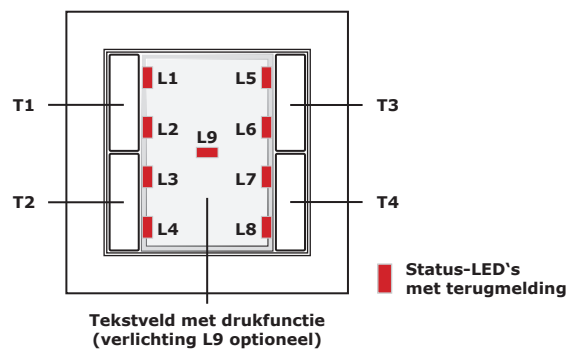 L1 L5
T1 T3
L2 L6
L9
L3 L7
T2 T4
L4 L8
Status-LED‘s
met terugmelding
Tekstveld met drukfunctie
(verlichting L9 optioneel)